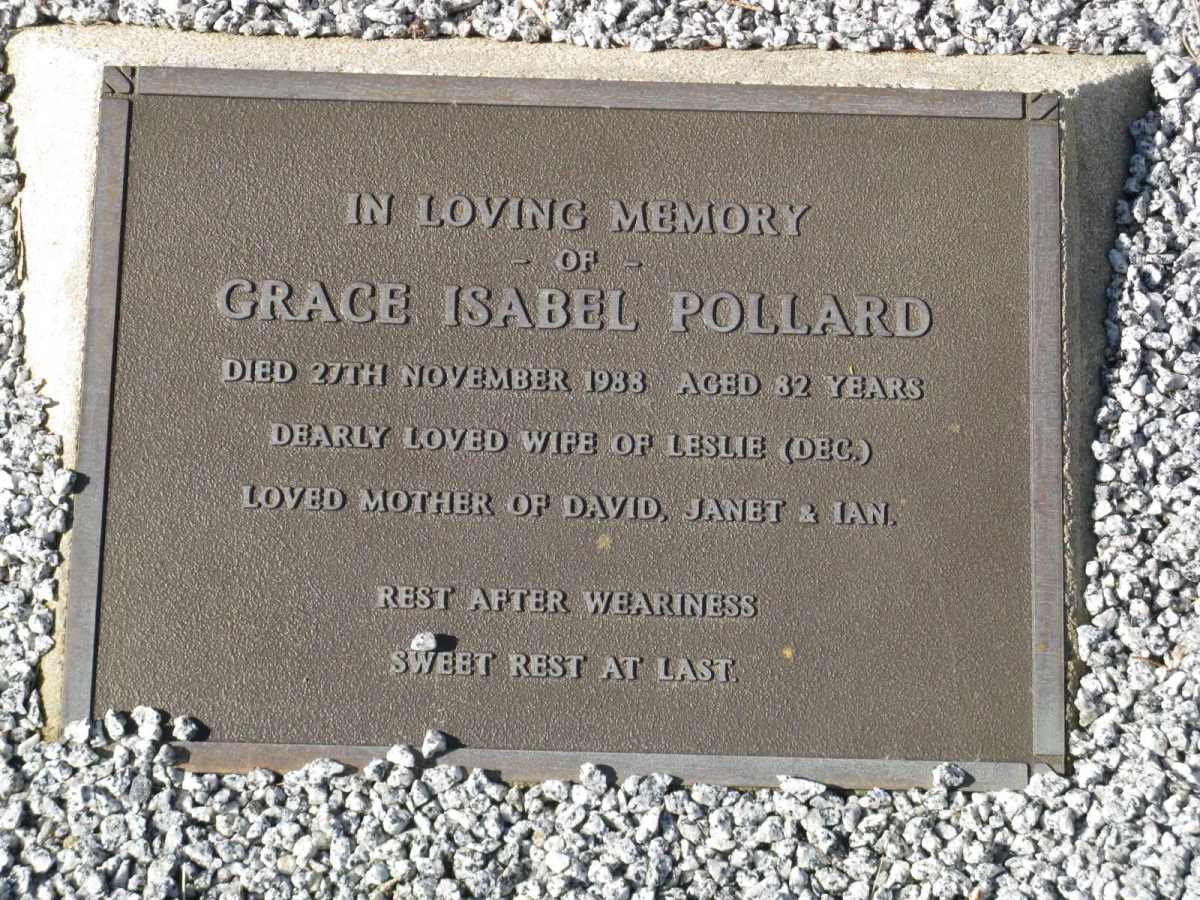 IN LOVING MEMORY
- OF -
GRACE ISABEL POLLARD
DIED 27TH NOVEMBER 1988 AGED 82 YEARS
DEARLY LOVED WIFE OF LESLIE (DEC.)
LOVED MOTHER OF DAVID, JANET & IAN.
REST AFTER WEARINESS
SWEET REST AT LAST.